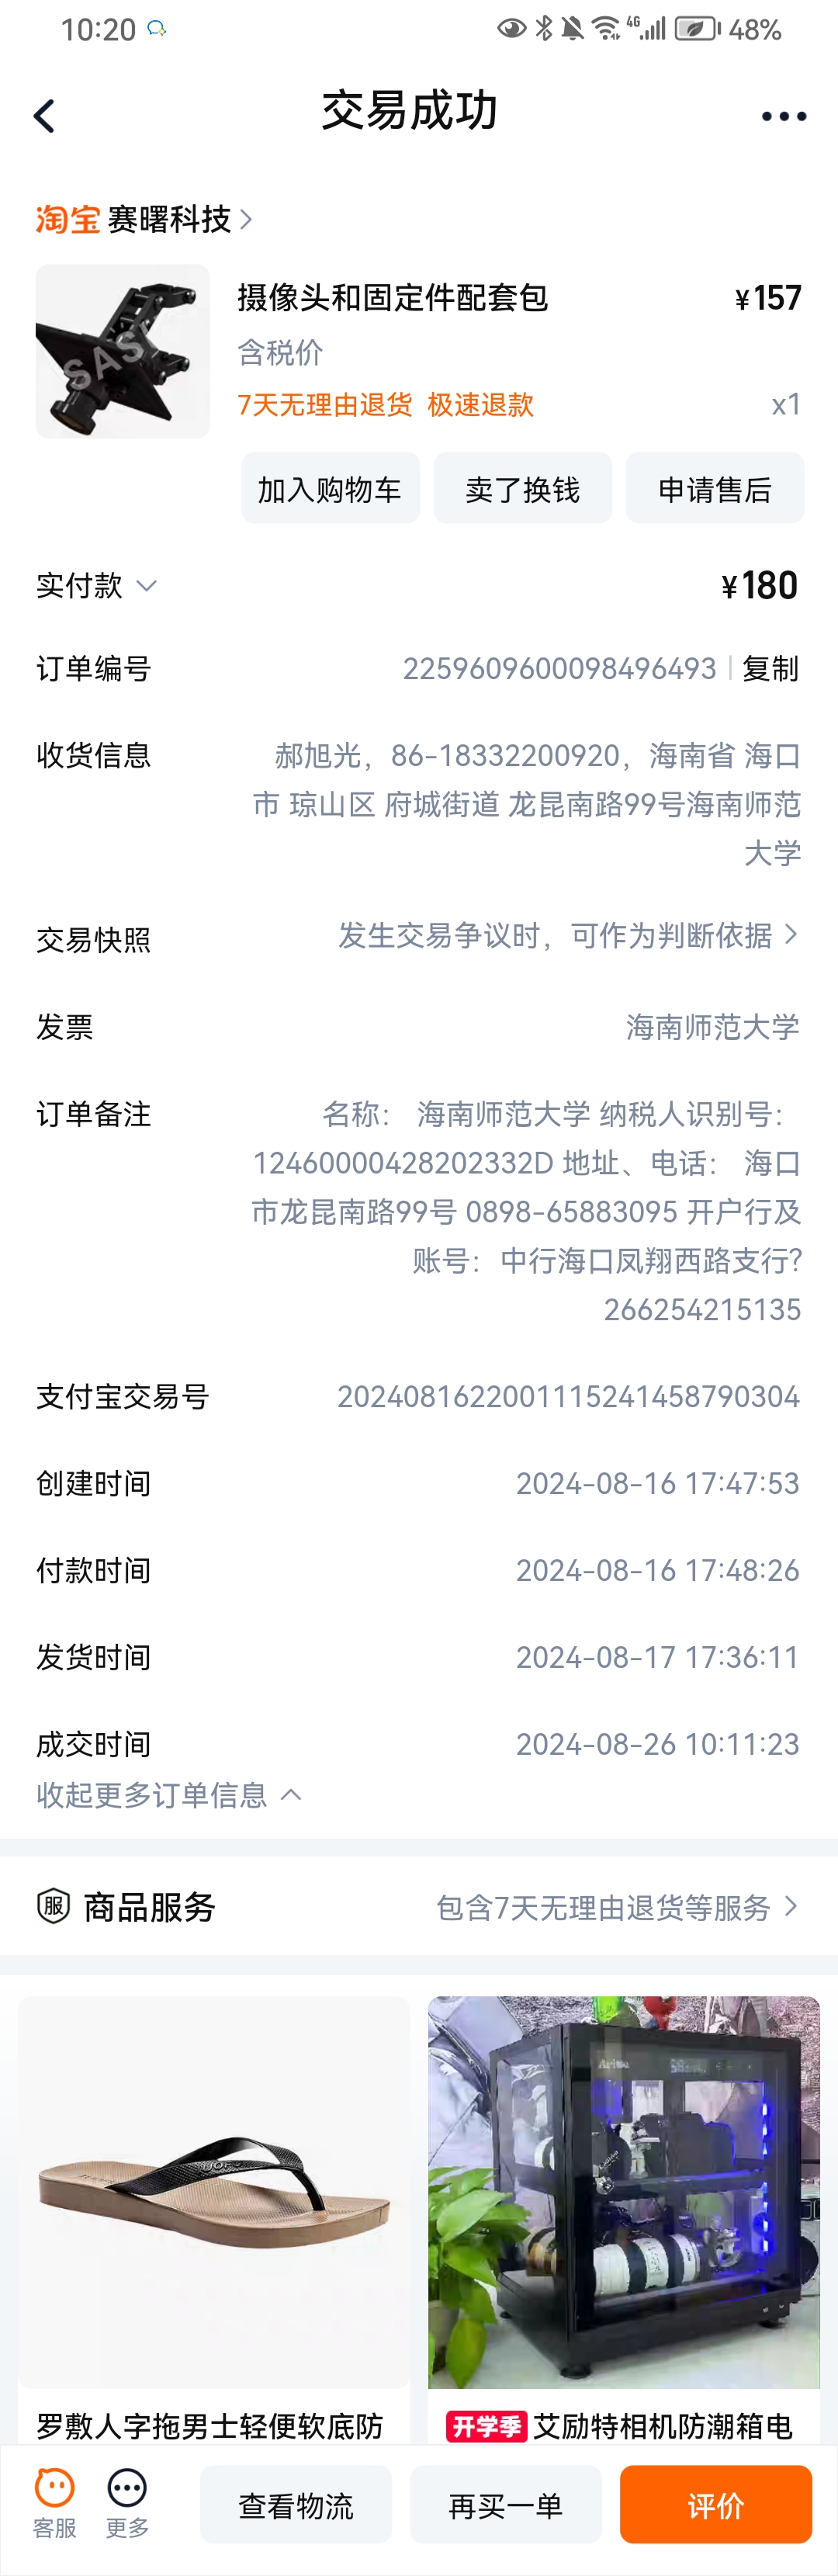 10:20
4G
48%
交易成功
淘宝 赛曙科技
SASU
摄像头和固定件配套包
¥157
含税价
7天无理由退货 极速退款
x1
加入购物车
卖了换钱
申请售后
实付款
¥180
订单编号
2259609600098496493 | 复制
收货信息
郝旭光，86-18332200920，海南省 海口
市 琼山区 府城街道 龙昆南路99号海南师范
大学
交易快照
发生交易争议时，可作为判断依据
发票
海南师范大学
订单备注
名称： 海南师范大学 纳税人识别号：
12460000428202332D 地址、电话： 海口
市龙昆南路99号 0898-65883095 开户行及
账号：中行海口凤翔西路支行?
266254215135
支付宝交易号
2024081622001115241458790304
创建时间
2024-08-16 17:47:53
付款时间
2024-08-16 17:48:26
发货时间
2024-08-17 17:36:11
成交时间
2024-08-26 10:11:23
收起更多订单信息
服 商品服务
包含7天无理由退货等服务
罗敷人字拖男士轻便软底防
开学季 艾励特相机防潮箱电
客服
更多
查看物流
再买一单
评价